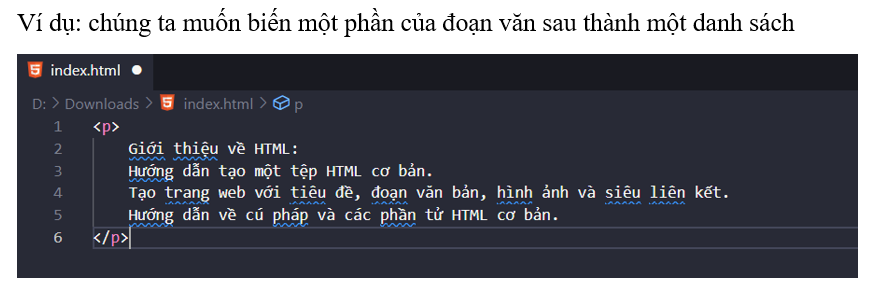 Ví dụ: chúng ta muốn biến một phần của đoạn văn sau thành một danh sách
index.html
D: > Downloads > index.html > p
1 <p>
2 Giới thiệu về HTML:
3 Hướng dẫn tạo một tệp HTML cơ bản.
4 Tạo trang web với tiêu đề, đoạn văn bản, hình ảnh và siêu liên kết.
5 Hướng dẫn về cú pháp và các phần tử HTML cơ bản.
6 </p>